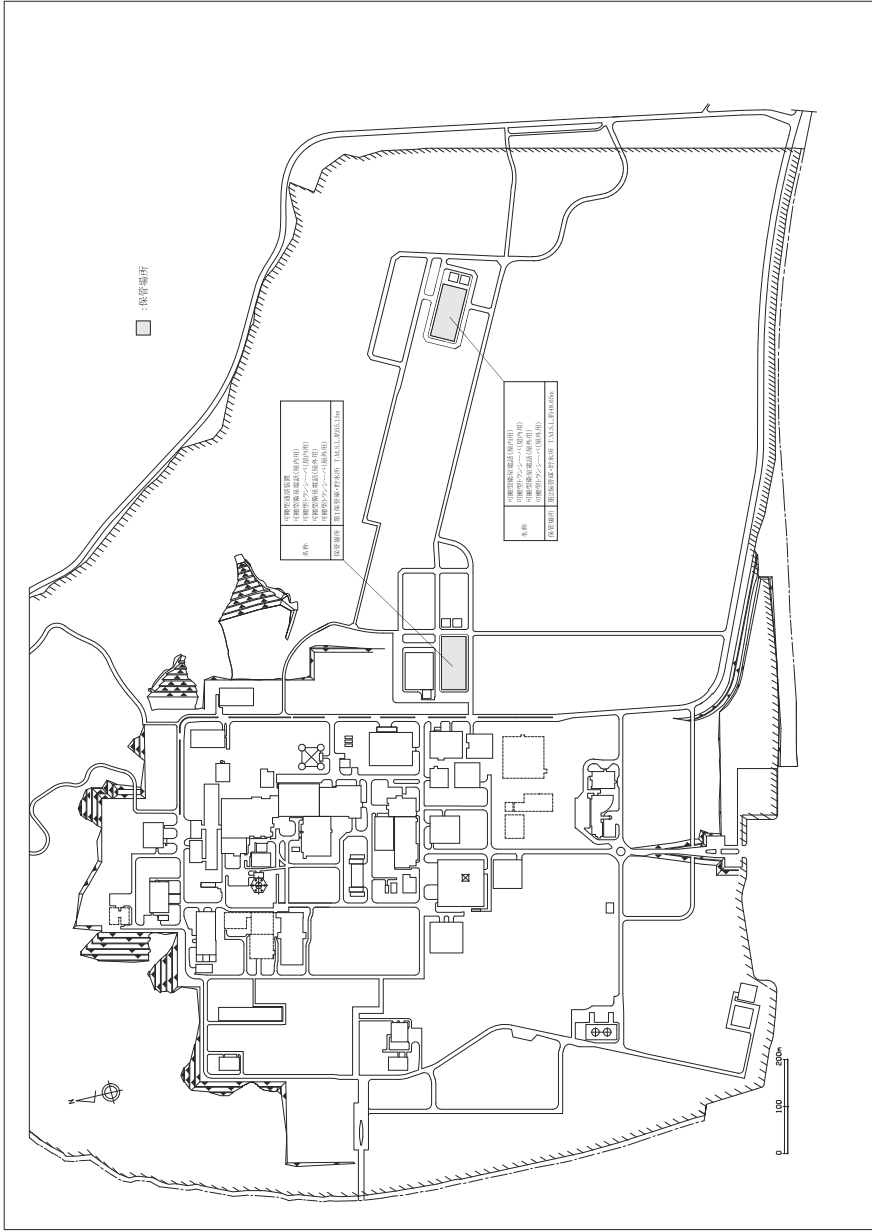 :保管場所
名称
可搬型通話装置
可搬型衛星電話(屋内用)
可搬型トランシーバ(屋内用)
可搬型衛星電話(屋外用)
可搬型トランシーバ(屋外用)
保管場所
第1保管庫・貯水所 T.M.S.L.約55.15m
名称
可搬型衛星電話(屋内用)
可搬型トランシーバ(屋内用)
可搬型衛星電話(屋外用)
可搬型トランシーバ(屋外用)
保管場所
第2保管庫・貯水所 T.M.S.L.約48.65m
N
0 100 200m